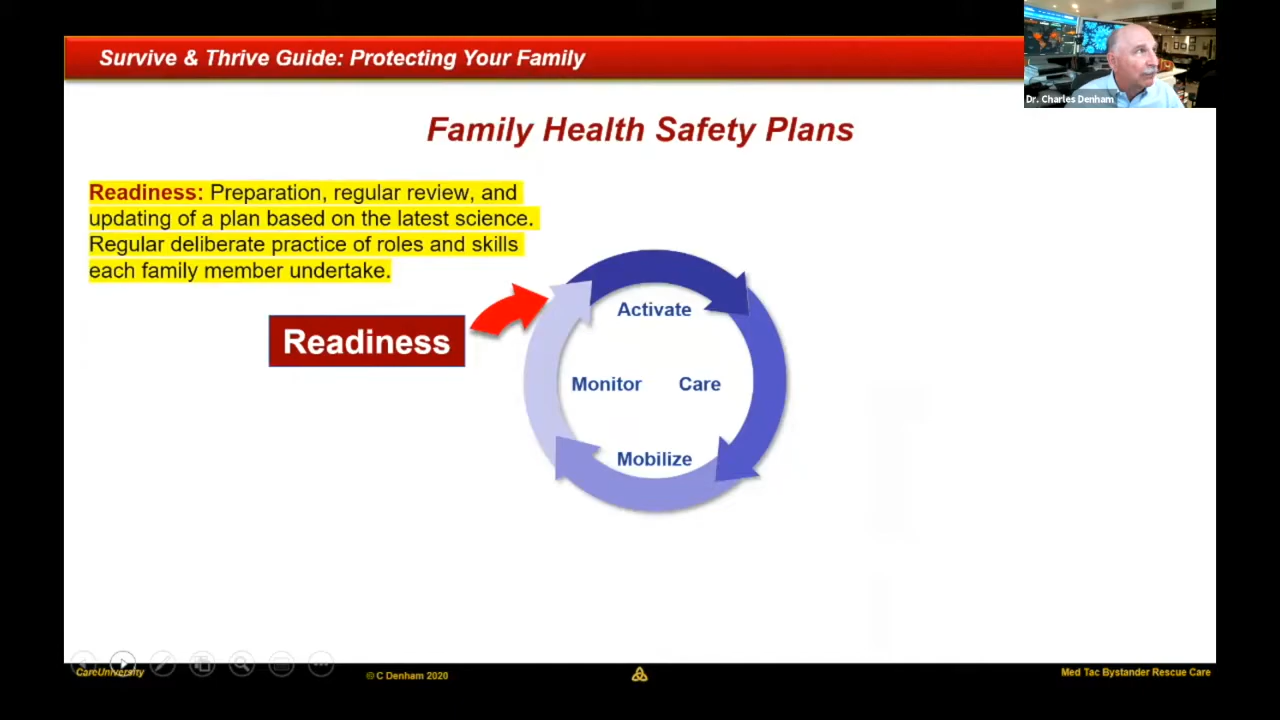 Survive & Thrive Guide: Protecting Your Family
Dr. Charles Denham
Family Health Safety Plans
Readiness: Preparation, regular review, and
updating of a plan based on the latest science.
Regular deliberate practice of roles and skills
each family member undertake.
Readiness
Activate
Monitor
Care
Mobilize
CareUniversity
© C Denham 2020
Med Tac Bystander Rescue Care